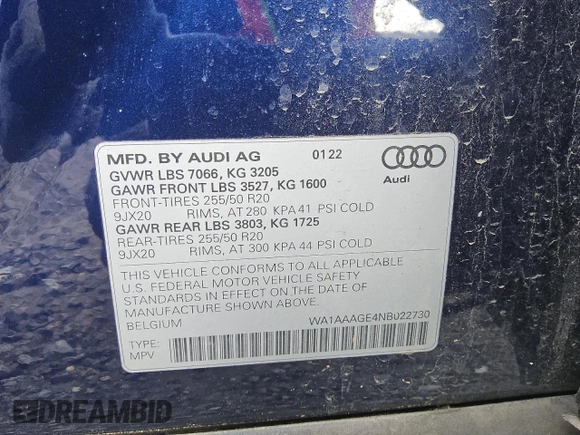 MFD. BY AUDI AG 01 22
GVWR LBS 7066, KG 3205
GAWR FRONT LBS 3527, KG 1600
FRONT-TIRES 255/50 R20
9JX20 RIMS, AT 280 KPA 41 PSI COLD
GAWR REAR LBS 3803, KG 1725
REAR-TIRES 255/50 R20
9JX20 RIMS, AT 300 KPA 44 PSI COLD
Audi
THIS VEHICLE CONFORMS TO ALL APPLICABLE
U.S. FEDERAL MOTOR VEHICLE SAFETY
STANDARDS IN EFFECT ON THE DATE OF
MANUFACTURE SHOWN ABOVE.
BELGIUM WA1AAAGE4NB022730
TYPE:
MPV
DREAMBID